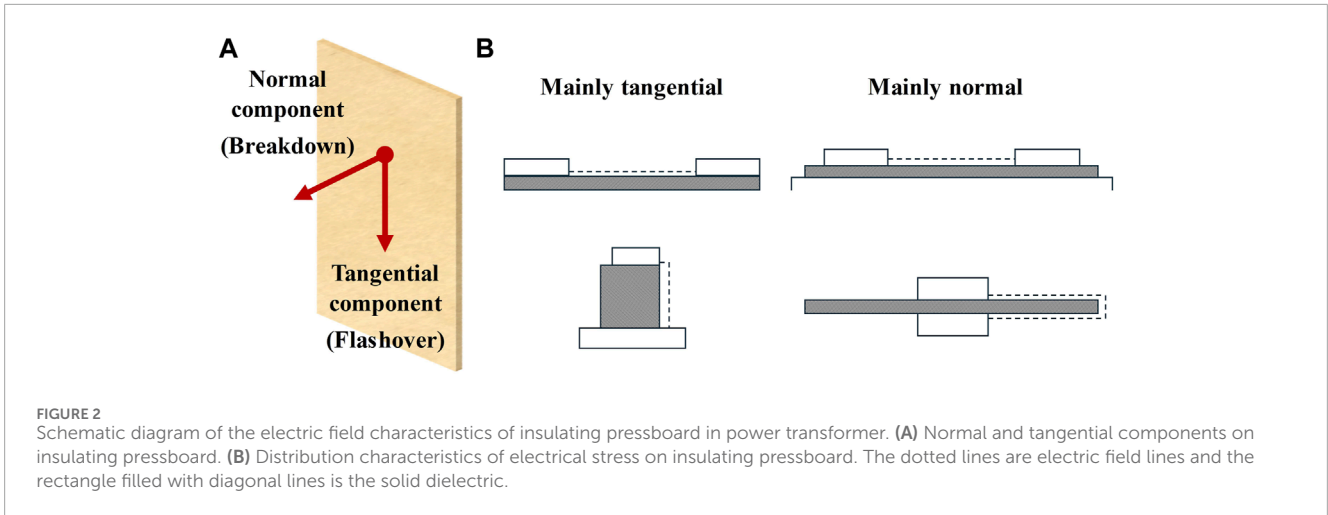 A
Normal
component
(Breakdown)
Tangential
component
(Flashover)
B
Mainly tangential
Mainly normal
FIGURE 2
Schematic diagram of the electric field characteristics of insulating pressboard in power transformer. (A) Normal and tangential components on
insulating pressboard. (B) Distribution characteristics of electrical stress on insulating pressboard. The dotted lines are electric field lines and the
rectangle filled with diagonal lines is the solid dielectric.